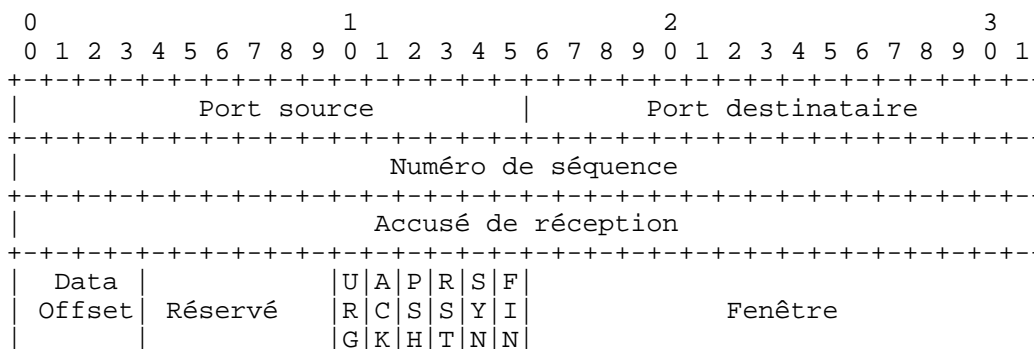 0                   1                   2                   3
0 1 2 3 4 5 6 7 8 9 0 1 2 3 4 5 6 7 8 9 0 1 2 3 4 5 6 7 8 9 0 1
+-+-+-+-+-+-+-+-+-+-+-+-+-+-+-+-+-+-+-+-+-+-+-+-+-+-+-+-+-+-+-+-+-
| Port source | Port destinataire
+-+-+-+-+-+-+-+-+-+-+-+-+-+-+-+-+-+-+-+-+-+-+-+-+-+-+-+-+-+-+-+-+-
| Numéro de séquence
+-+-+-+-+-+-+-+-+-+-+-+-+-+-+-+-+-+-+-+-+-+-+-+-+-+-+-+-+-+-+-+-+-
| Accusé de réception
+-+-+-+-+-+-+-+-+-+-+-+-+-+-+-+-+-+-+-+-+-+-+-+-+-+-+-+-+-+-+-+-+-
| Data | |U|A|P|R|S|F|
| Offset| Réservé |R|C|S|S|Y|I| Fenêtre
| | |G|K|H|T|N|N|